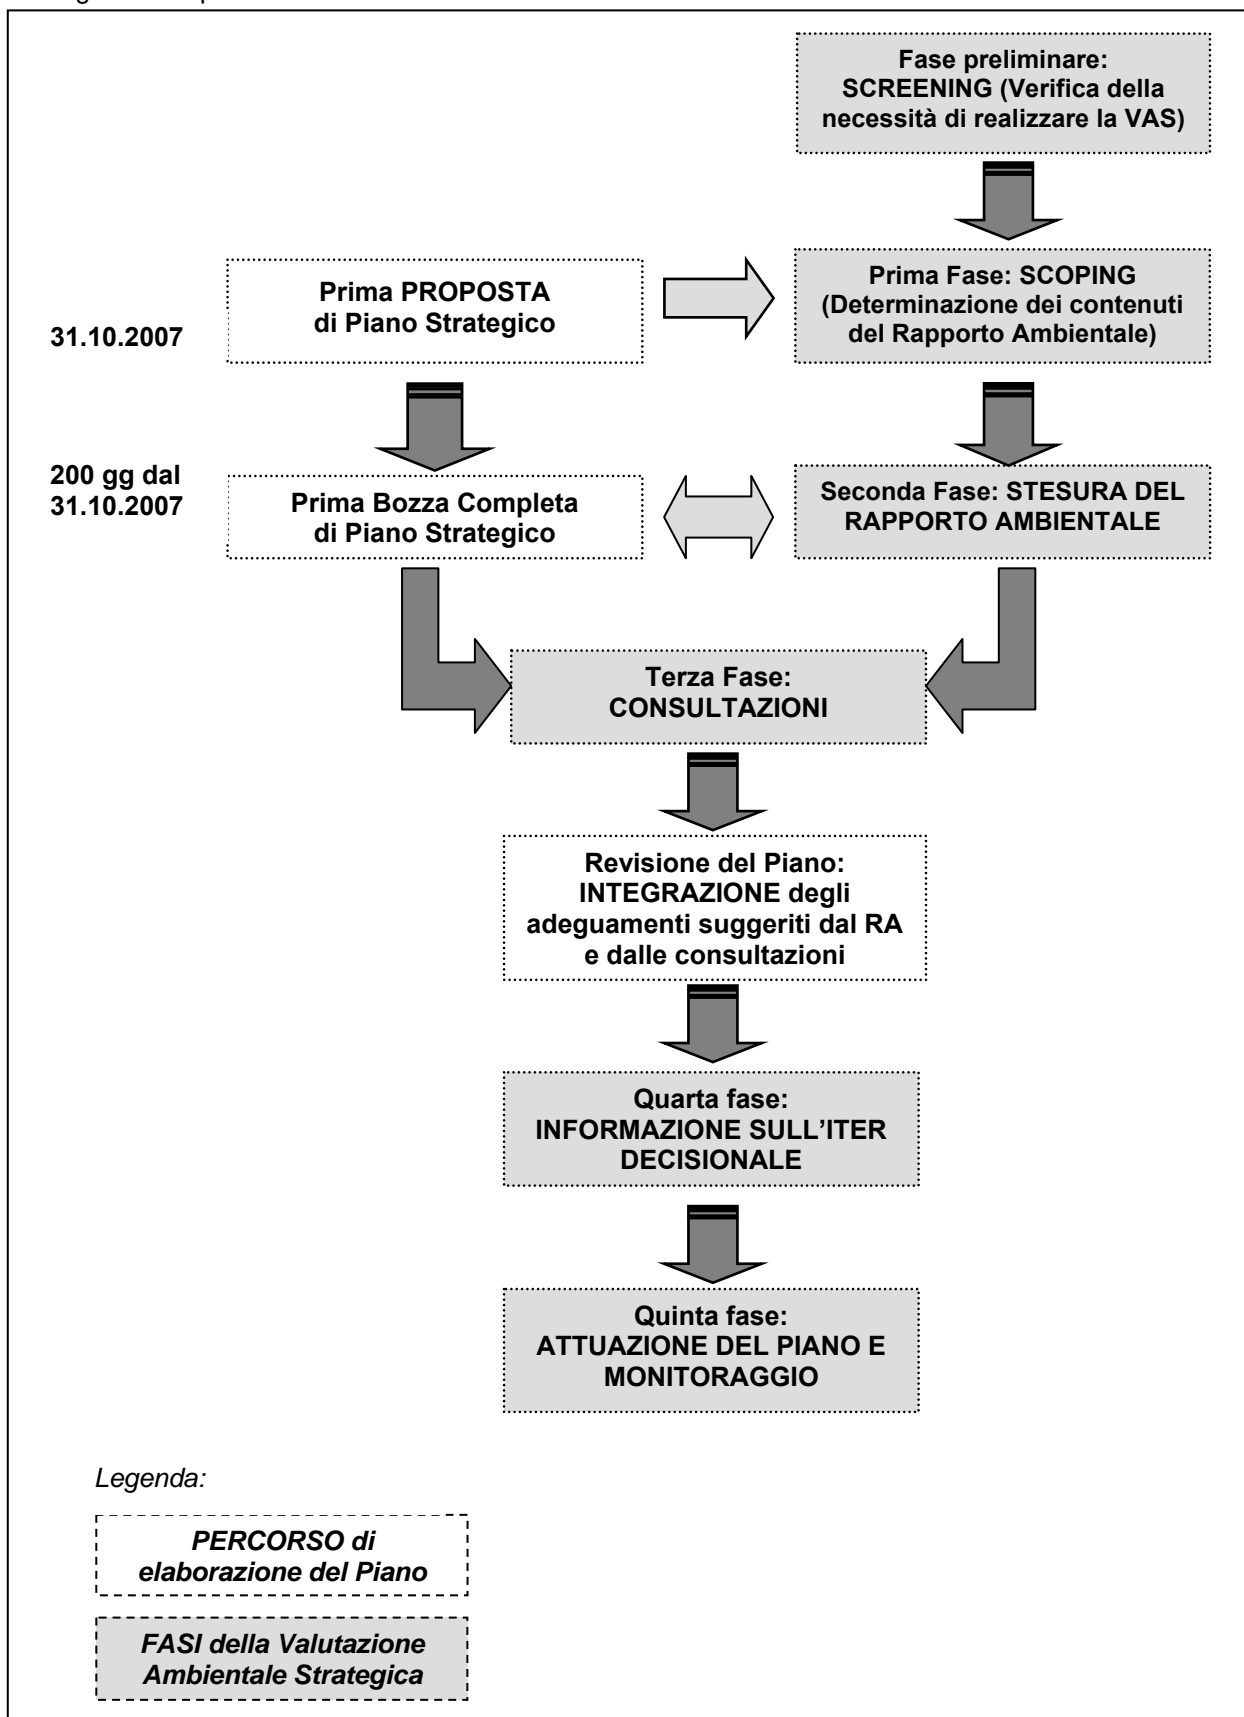 Fase preliminare:
SCREENING (Verifica della
necessità di realizzare la VAS)
Prima PROPOSTA
di Piano Strategico
31.10.2007
Prima Fase: SCOPING
(Determinazione dei contenuti
del Rapporto Ambientale)
200 gg dal
31.10.2007
Prima Bozza Completa
di Piano Strategico
Seconda Fase: STESURA DEL
RAPPORTO AMBIENTALE
Terza Fase:
CONSULTAZIONI
Revisione del Piano:
INTEGRAZIONE degli
adeguamenti suggeriti dal RA
e dalle consultazioni
Quarta fase:
INFORMAZIONE SULL’ITER
DECISIONALE
Quinta fase:
ATTUAZIONE DEL PIANO E
MONITORAGGIO
Legenda:
PERCORSO di
elaborazione del Piano
FASI della Valutazione
Ambientale Strategica